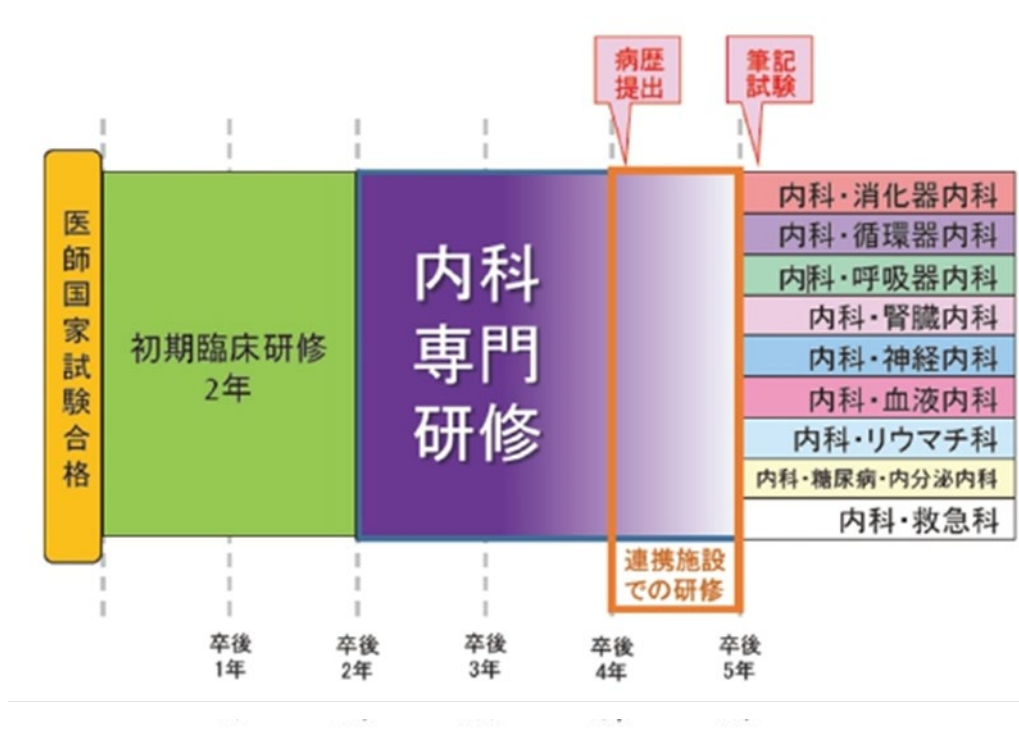 病歴
提出
筆記
試験
医師国家試験合格
初期臨床研修
2年
内科
専門
研修
内科・消化器内科
内科・循環器内科
内科・呼吸器内科
内科・腎臓内科
内科・神経内科
内科・血液内科
内科・リウマチ科
内科・糖尿病・内分泌内科
内科・救急科
連携施設
での研修
卒後
1年
卒後
2年
卒後
3年
卒後
4年
卒後
5年